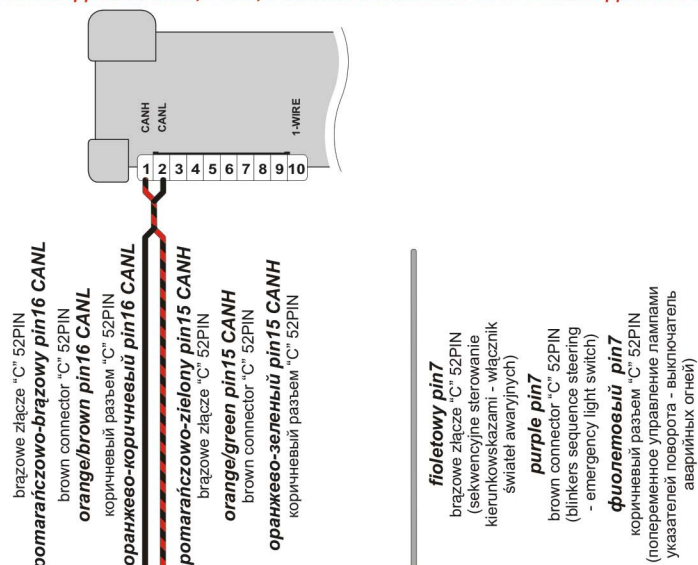 CANH
CANL
1-WIRE
1 2 3 4 5 6 7 8 9 10
brązowe złącze "C" 52PIN
pomarańczowo-brązowy pin16 CANL
brown connector "C" 52PIN
orange/brown pin16 CANL
коричневый разъем "C" 52PIN
оранжево-коричневый pin16 CANL
pomarańczowo-zielony pin15 CANH
brązowe złącze "C" 52PIN
orange/green pin15 CANH
brown connector "C" 52PIN
оранжево-зеленый pin15 CANH
коричневый разъем "C" 52PIN
fioletowy pin7
brązowe złącze "C" 52PIN
(sekwencyjne sterowanie
kierunkowskazami - włącznik
świateł awaryjnych)
purple pin7
brown connector "C" 52PIN
(blinkers sequence steering
- emergency light switch)
фиолетовый pin7
коричневый разъем "C" 52PIN
(попеременное управление лампами
указателей поворота - выключатель
аварийных огней)